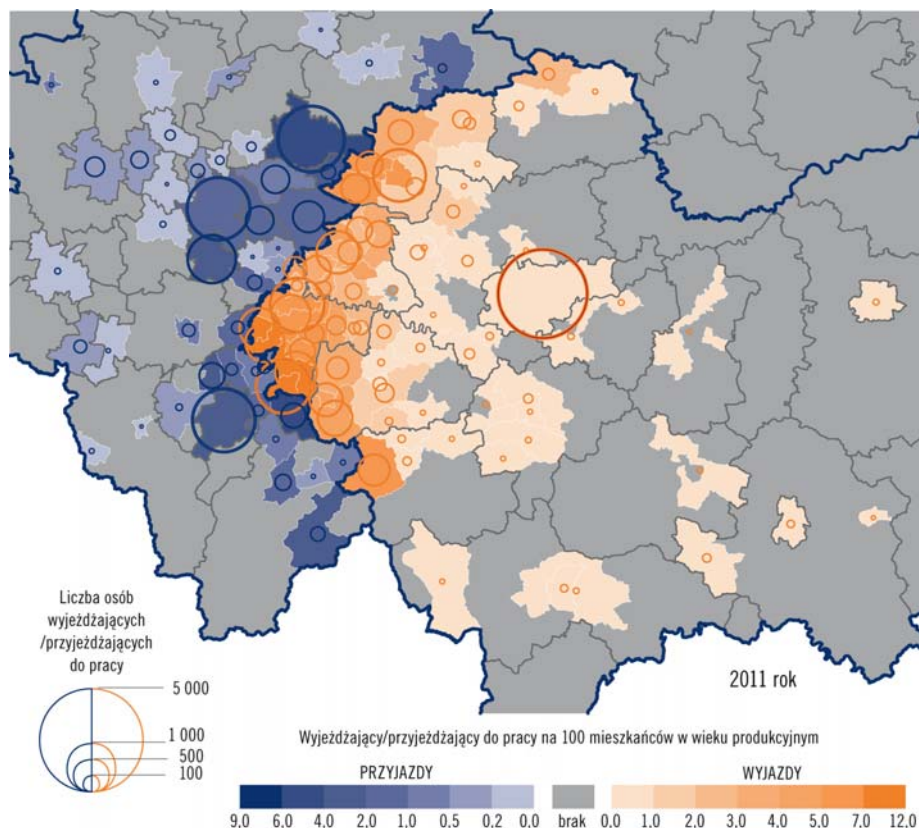 2011 rok
Liczba osób
wyjeżdżających
/przyjeżdżających
do pracy
5 000
1 000
500
100
Wyjeżdżający/przyjeżdżający do pracy na 100 mieszkańców w wieku produkcyjnym
PRZYJAZDY WYJAZDY
9,0 6,0 4,0 2,0 1,0 0,5 0,2 0,0 brak 0,0 1,0 2,0 3,0 4,0 5,0 7,0 12,0